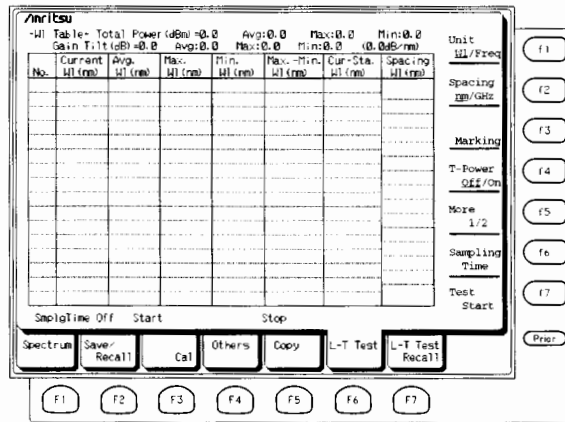 Anritsu
-Wl Table- Total Power(dBm)=0.0 Avg:0.0 Max:0.0 Min:0.0
Gain Tilt(dB)=0.0 Avg:0.0 Max:0.0 Min:0.0 (0.0dB/nm)
No. Current Wl(nm) Avg. Wl(nm) Max. Wl(nm) Min. Wl(nm) Max.-Min. Wl(nm) Cur-Sta. Wl(nm) Spacing Wl(nm)
SmplgTime Off Start Stop
Unit
Wl/Freq
f1
Spacing
nm/GHz
f2
Marking
f3
T-Power
Off/On
f4
More
1/2
f5
Sampling
Time
f6
Test
Start
f7
Prior
Spectrum
Save/
Recall
Cal
Others
Copy
L-T Test
L-T Test
Recall
F1 F2 F3 F4 F5 F6 F7